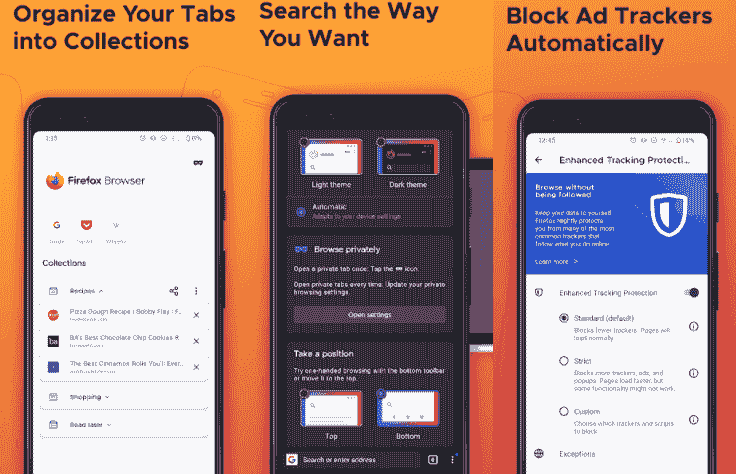 Organize Your Tabs
into Collections
1:15
6%
Firefox Browser
Google
Collections
Recipes
Pizza Dough Recipe | Bobby Flay | F...
BA's Best Chocolate Chip Cookies R
The Best Cinnamon Rolls You'll Ever...
Shopping
Read later
Search the Way
You Want
Light theme
Dark theme
Automatic
Adapts to your device settings
Browse privately
Open a private tab once: Tap the icon.
Open private tabs every time: Update your private
browsing settings.
Open settings
Take a position
Try one-handed browsing with the bottom toolbar
or move it to the top.
Top
Bottom
Search or enter address
Block Ad Trackers
Automatically
12:45
Enhanced Tracking Protecti...
Browse without
being followed
Keep your data to yourself.
Firefox Nightly protects
you from many of the most
common trackers that
follow what you do online.
Learn more
Enhanced Tracking Protection
Standard (default)
Blocks fewer trackers. Pages will
load normally.
Strict
Blocks more trackers, ads, and
popups. Pages load faster, but
some functionality might not work.
Custom
Choose which trackers and scripts
to block.
Exceptions